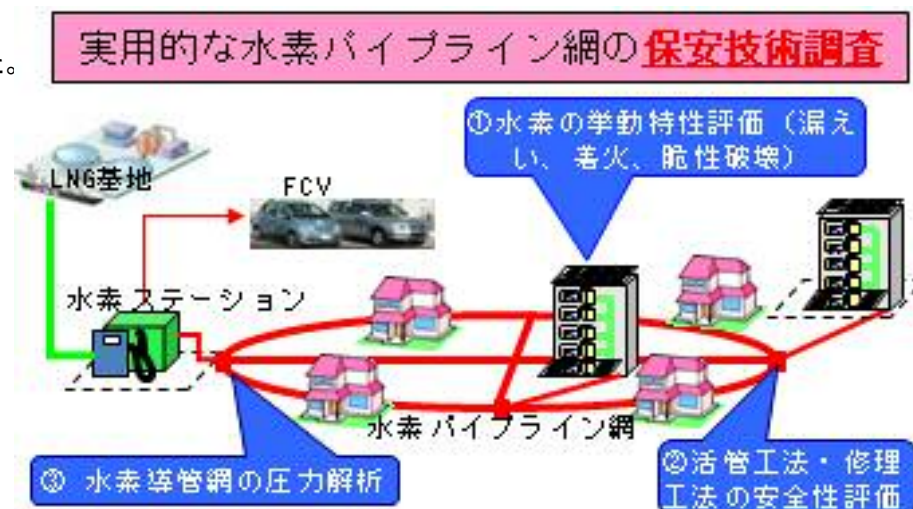 た。
実用的な水素パイプライン網の保安技術調査
①水素の挙動特性評価（漏え
い、着火、脆性破壊）
LNG基地
FCV
水素ステーション
水素パイプライン網
③ 水素導管網の圧力解析
②活管工法・修理
工法の安全性評価